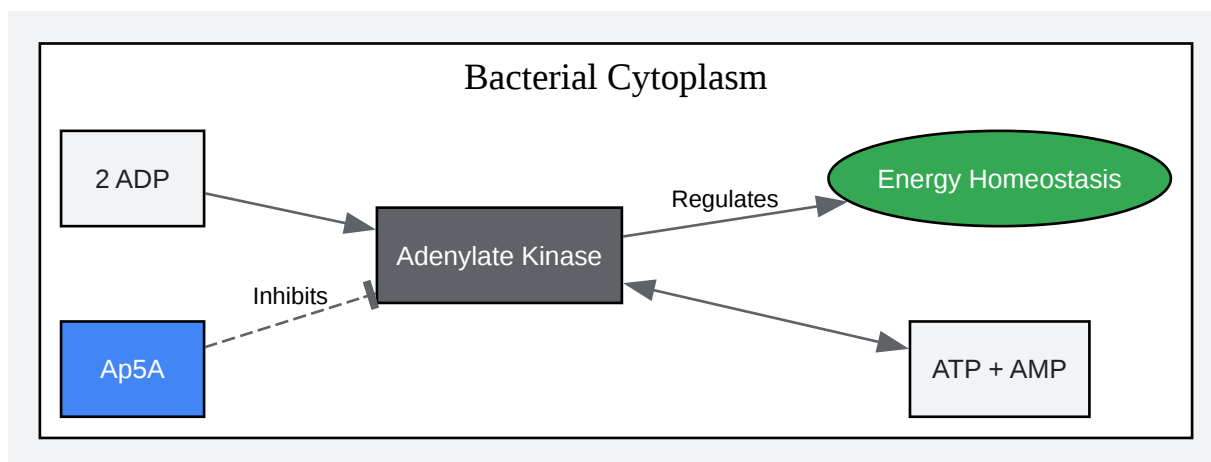 Bacterial Cytoplasm
2 ADP
Energy Homeostasis
Regulates
Adenylate Kinase
Inhibits
Ap5A
ATP + AMP